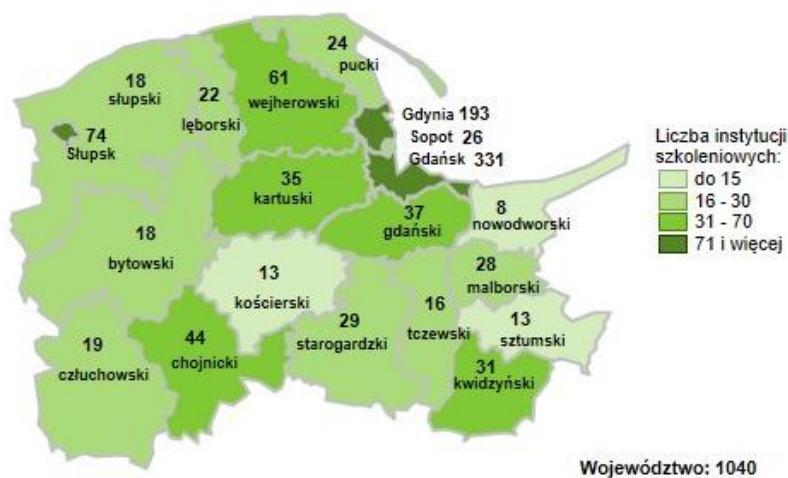 24
pucki
18
słupski
22
lęborski
61
wejherowski
Gdynia 193
Sopot 26
Gdańsk 331
74
Słupsk
35
kartuski
37
gdański
8
nowodworski
18
bytowski
13
kościerski
28
malborski
16
tczewski
13
sztumski
29
starogardzki
44
chojnicki
19
człuchowski
31
kwidzyński
Liczba instytucji
szkoleniowych:
do 15
16 - 30
31 - 70
71 i więcej
Województwo: 1040